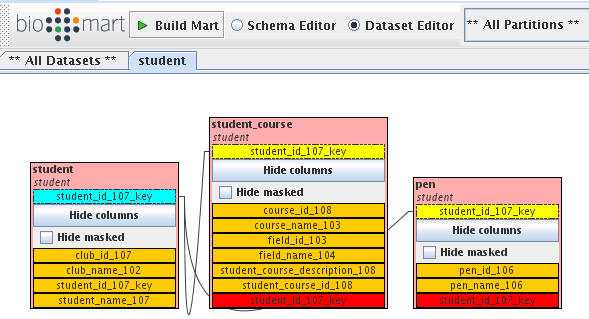 bio mart
Build Mart
Schema Editor
Dataset Editor
** All Partitions **
** All Datasets **
student
student
student
student_id_107_key
Hide columns
Hide masked
club_id_107
club_name_102
student_id_107_key
student_name_107
student_course
student
student_id_107_key
Hide columns
Hide masked
course_id_108
course_name_103
field_id_103
field_name_104
student_course_description_108
student_course_id_108
student_id_107_key
pen
student
student_id_107_key
Hide columns
Hide masked
pen_id_106
pen_name_106
student_id_107_key